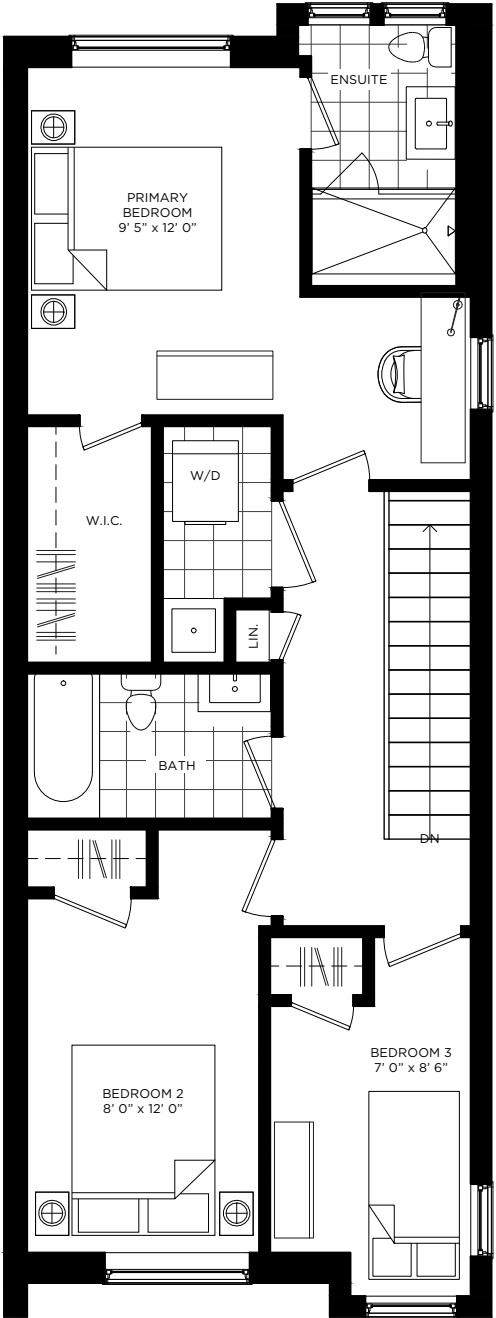 ENSUITE
PRIMARY
BEDROOM
9' 5" x 12' 0"
W/D
W.I.C.
LIN.
BATH
DN
BEDROOM 3
7' 0" x 8' 6"
BEDROOM 2
8' 0" x 12' 0"